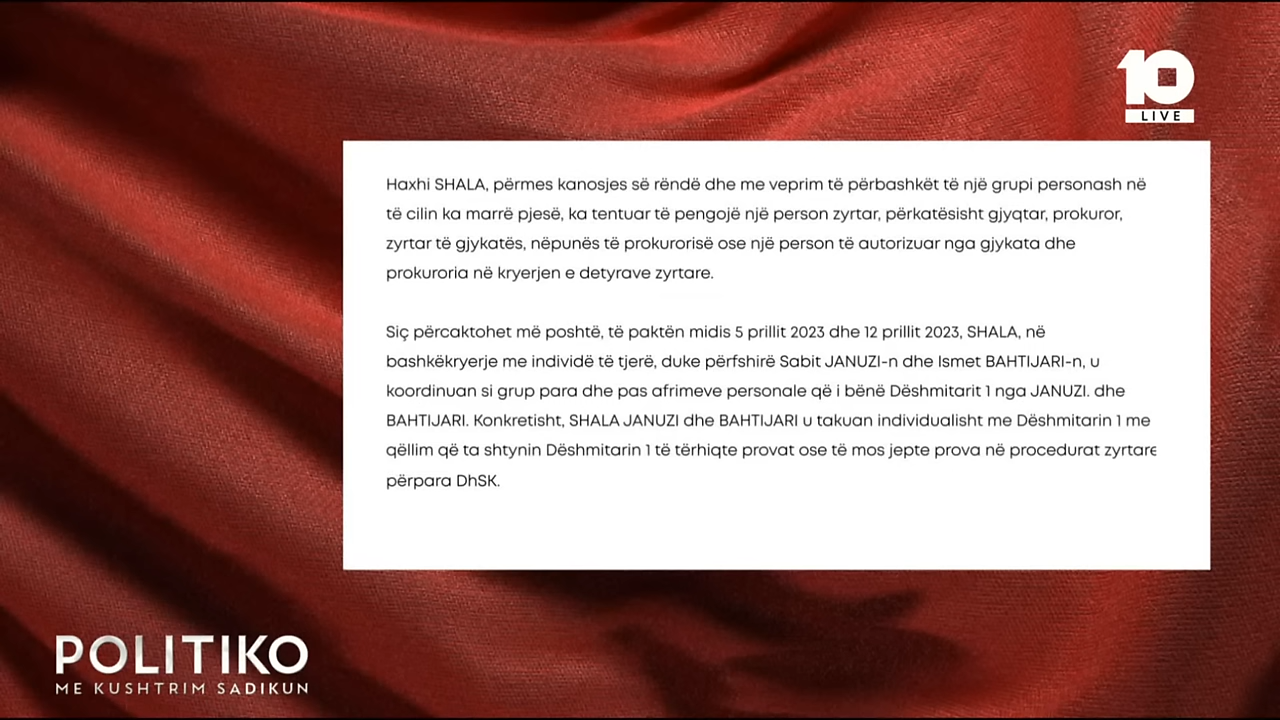 10
LIVE
Haxhi SHALA, përmes kanosjes së rëndë dhe me veprim të përbashkët të një grupi personash në
të cilin ka marrë pjesë, ka tentuar të pengojë një person zyrtar, përkatësisht gjyqtar, prokuror,
zyrtar të gjykatës, nëpunës të prokurorisë ose një person të autorizuar nga gjykata dhe
prokuroria në kryerjen e detyrave zyrtare.
Siç përcaktohet më poshtë, të paktën midis 5 prillit 2023 dhe 12 prillit 2023, SHALA, në
bashkëkryerje me individë të tjerë, duke përfshirë Sabit JANUZI-n dhe Ismet BAHTIJARI-n, u
koordinuan si grup para dhe pas afrimeve personale që i bënë Dëshmitarit 1 nga JANUZI. dhe
BAHTIJARI. Konkretisht, SHALA JANUZI dhe BAHTIJARI u takuan individualisht me Dëshmitarin 1 me
qëllim që ta shtynin Dëshmitarin 1 të tërhiqte provat ose të mos jepte prova në procedurat zyrtare
përpara DhSK.
POLITIKO
ME KUSHTRIM SADIKUN